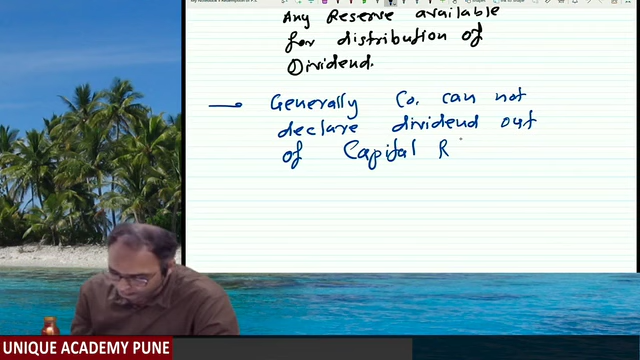 Any Reserve available
for distribution of
Dividend.
Generally Co. can not
declare dividend out
of Capital R
UNIQUE ACADEMY PUNE